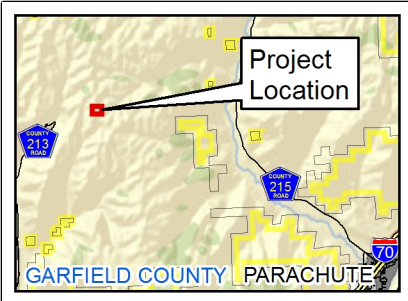 Project
Location
COUNTY
213
ROAD
COUNTY
215
ROAD
70
GARFIELD COUNTY
PARACHUTE